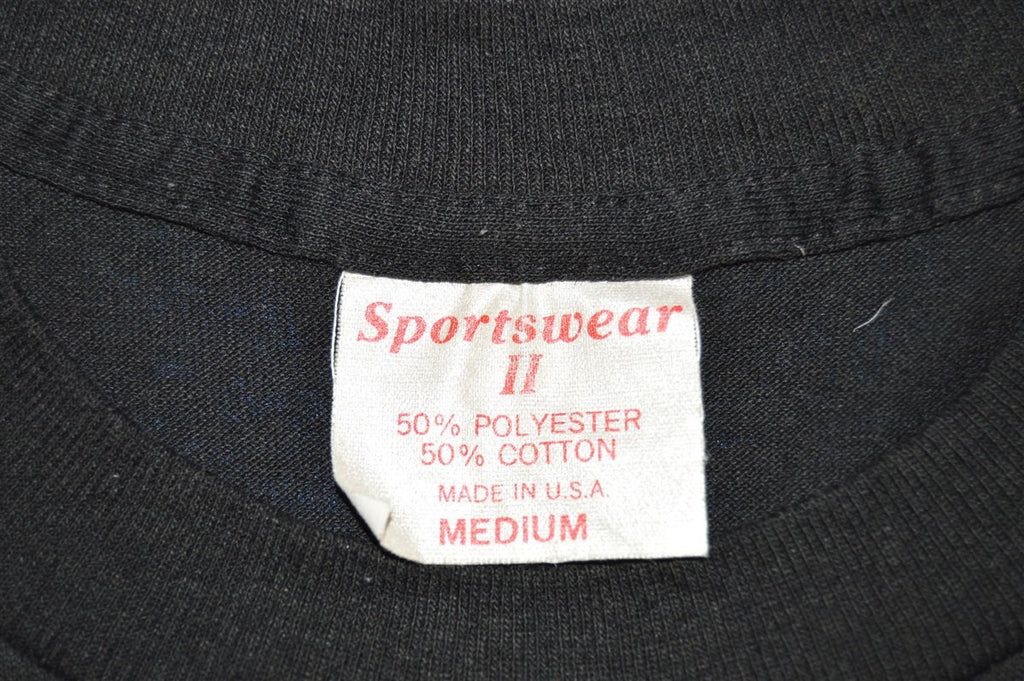 Sportswear
II
50% POLYESTER
50% COTTON
MADE IN U.S.A.
MEDIUM